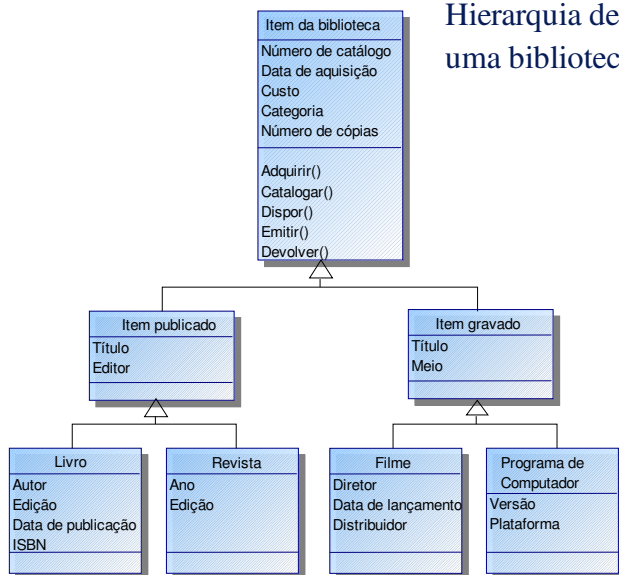 Hierarquia de
uma bibliotec
Item da biblioteca
Número de catálogo
Data de aquisição
Custo
Categoria
Número de cópias
Adquirir()
Catalogar()
Dispor()
Emitir()
Devolver()
Item publicado
Título
Editor
Item gravado
Título
Meio
Livro
Autor
Edição
Data de publicação
ISBN
Revista
Ano
Edição
Filme
Diretor
Data de lançamento
Distribuidor
Programa de
Computador
Versão
Plataforma